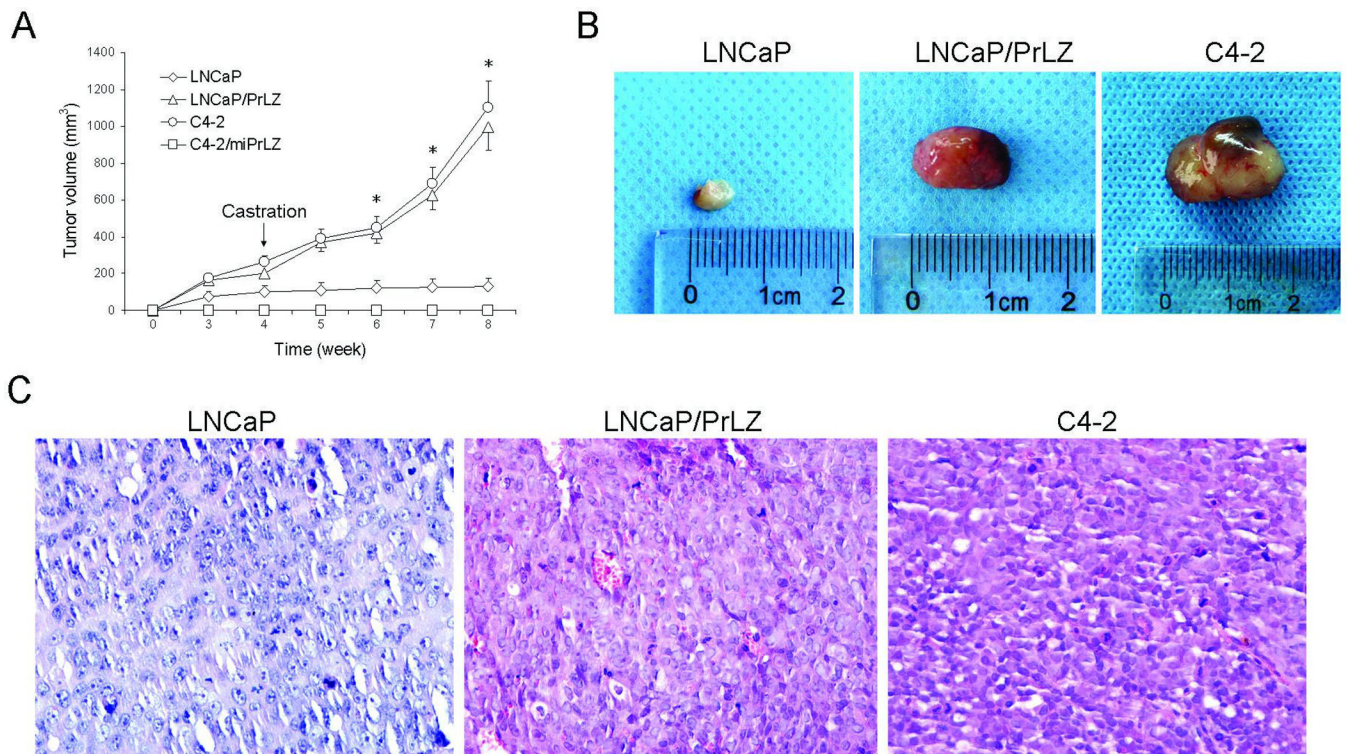 A
Tumor volume (mm³)
1400
1200
1000
800
600
400
200
0
LNCaP
LNCaP/PrLZ
C4-2
C4-2/miPrLZ
Castration
*
*
*
0 3 4 5 6 7 8
Time (week)
B
LNCaP LNCaP/PrLZ C4-2
0 1cm 2
0 1cm 2
0 1cm 2
C
LNCaP LNCaP/PrLZ C4-2